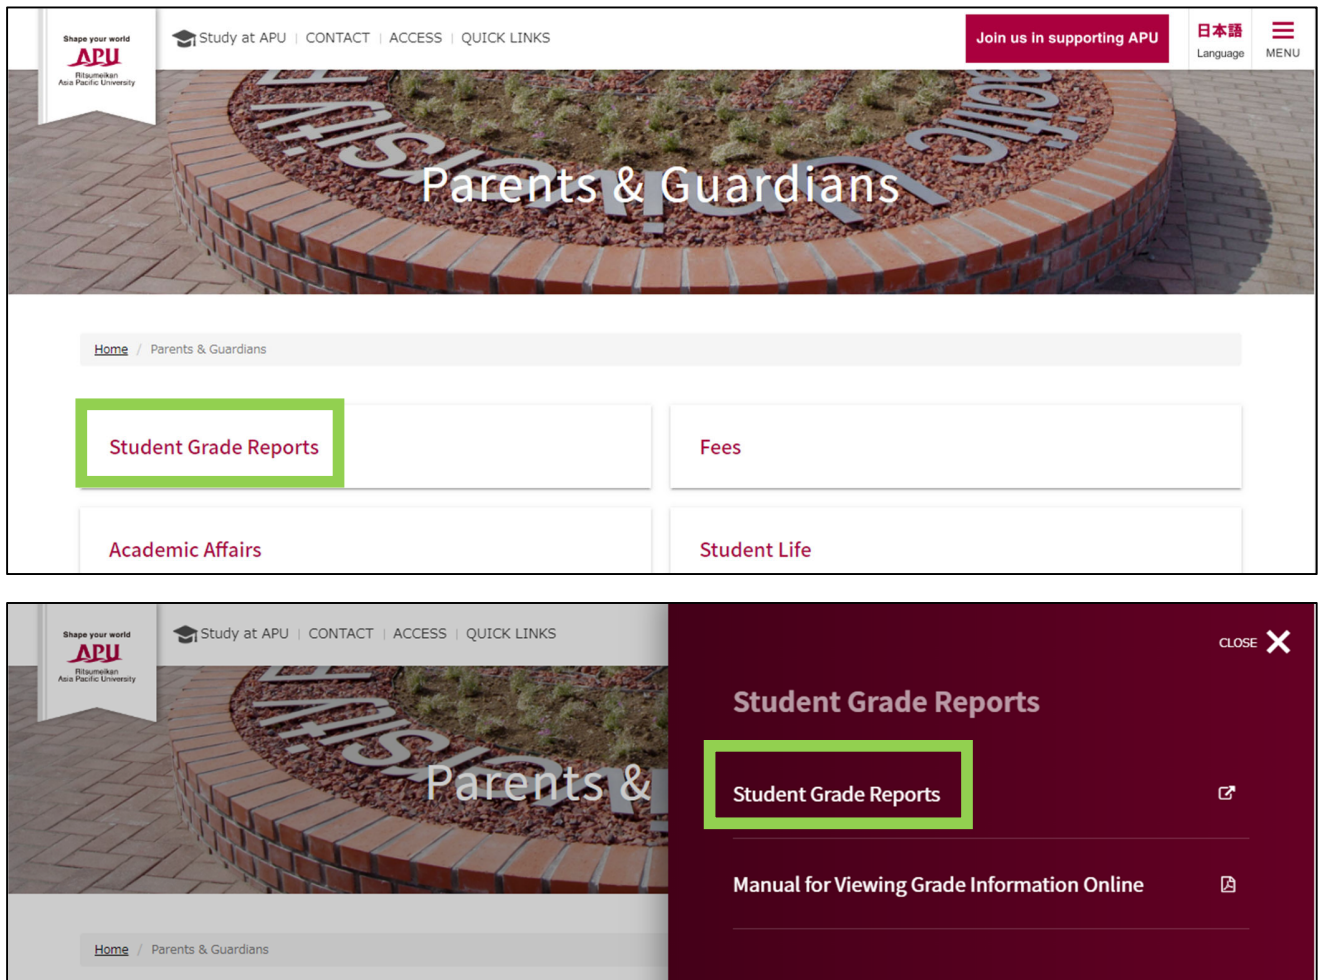 Shape your world
APU
Ritsumeikan
Asia Pacific University
Study at APU | CONTACT | ACCESS | QUICK LINKS
Join us in supporting APU
日本語
Language
MENU
Parents & Guardians
Home / Parents & Guardians
Student Grade Reports
Fees
Academic Affairs
Student Life
Shape your world
APU
Ritsumeikan
Asia Pacific University
Study at APU | CONTACT | ACCESS | QUICK LINKS
CLOSE
Student Grade Reports
Parents &
Student Grade Reports
Manual for Viewing Grade Information Online
Home / Parents & Guardians